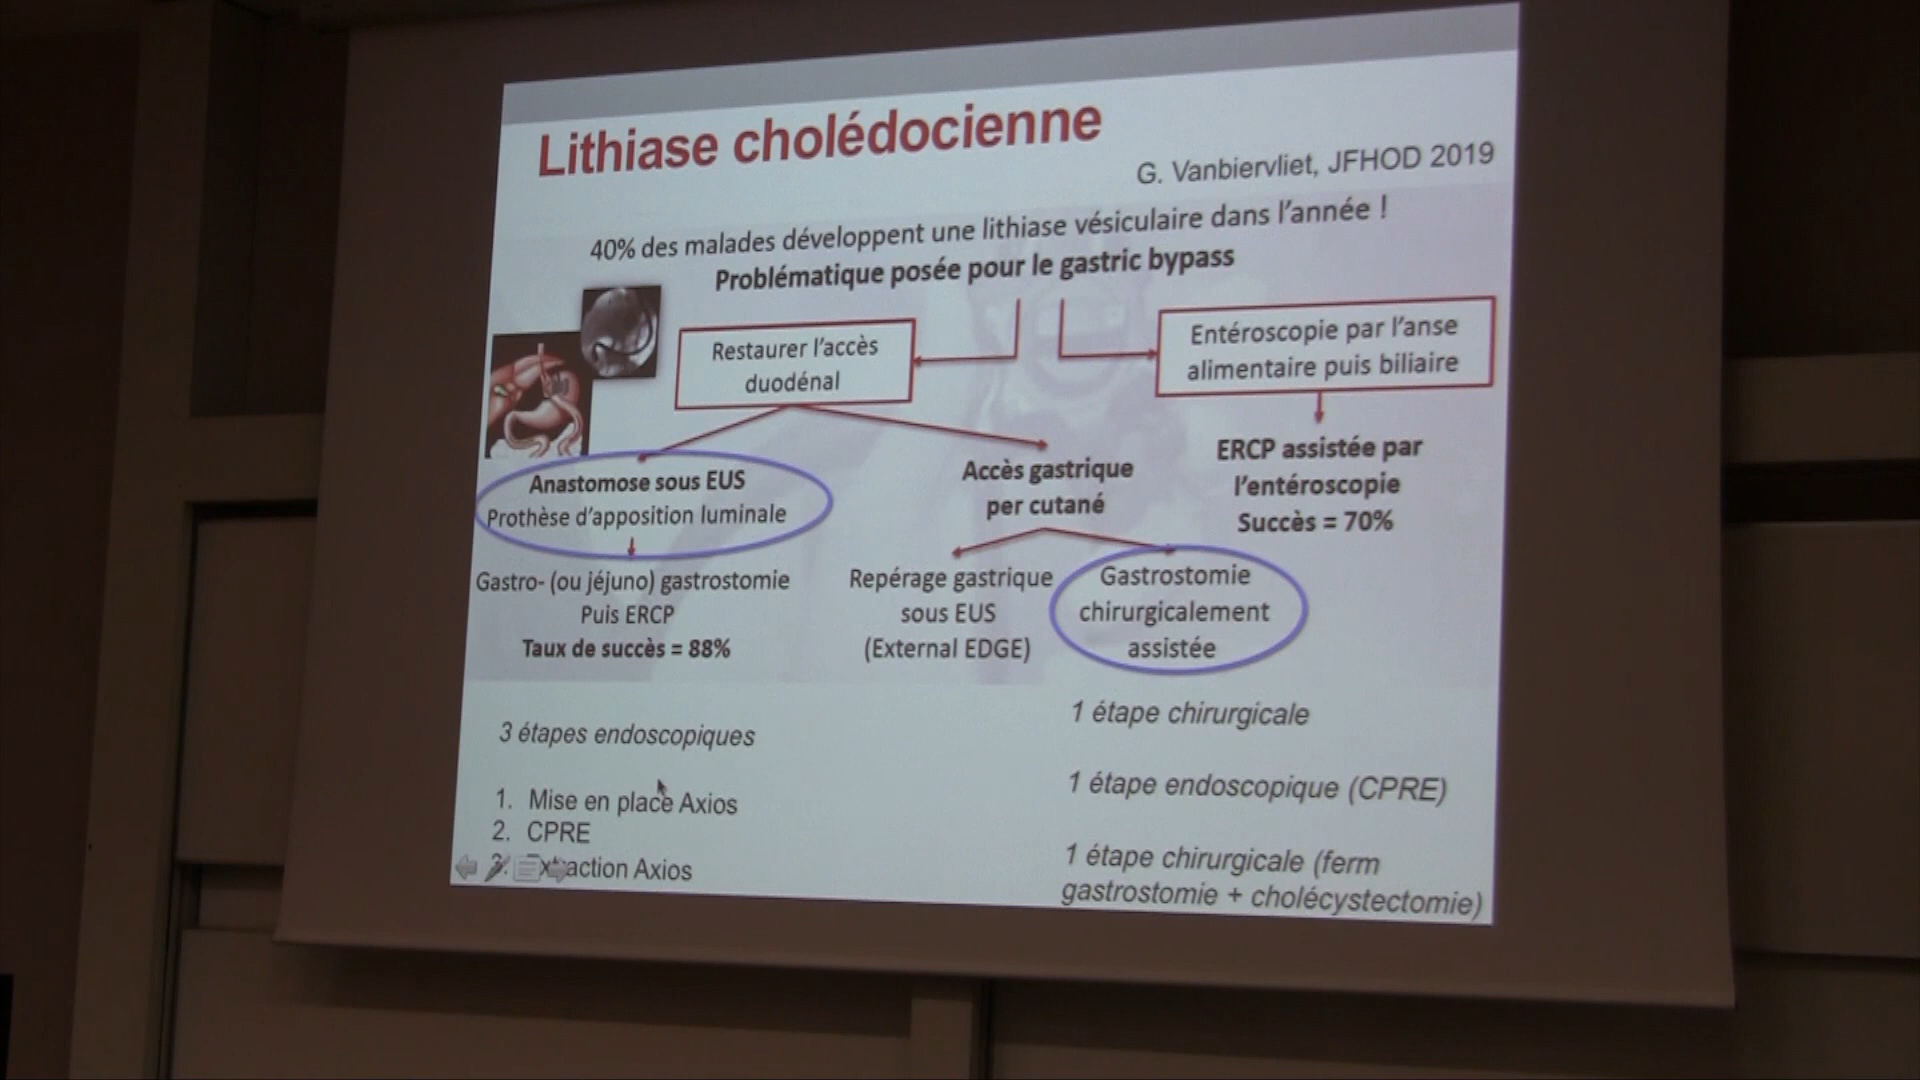 Lithiase cholédocienne
G. Vanbiervliet, JFHOD 2019
40% des malades développent une lithiase vésiculaire dans l'année !
Problématique posée pour le gastric bypass
Restaurer l'accès
duodénal
Entéroscopie par l'anse
alimentaire puis biliaire
Anastomose sous EUS
Prothèse d'apposition luminale
Accès gastrique
per cutané
ERCP assistée par
l'entéroscopie
Succès = 70%
Gastro- (ou jéjuno) gastrostomie
Puis ERCP
Taux de succès = 88%
Repérage gastrique
sous EUS
(External EDGE)
Gastrostomie
chirurgicalement
assistée
3 étapes endoscopiques
1. Mise en place Axios
2. CPRE
3. Extraction Axios
1 étape chirurgicale
1 étape endoscopique (CPRE)
1 étape chirurgicale (ferm
gastrostomie + cholécystectomie)